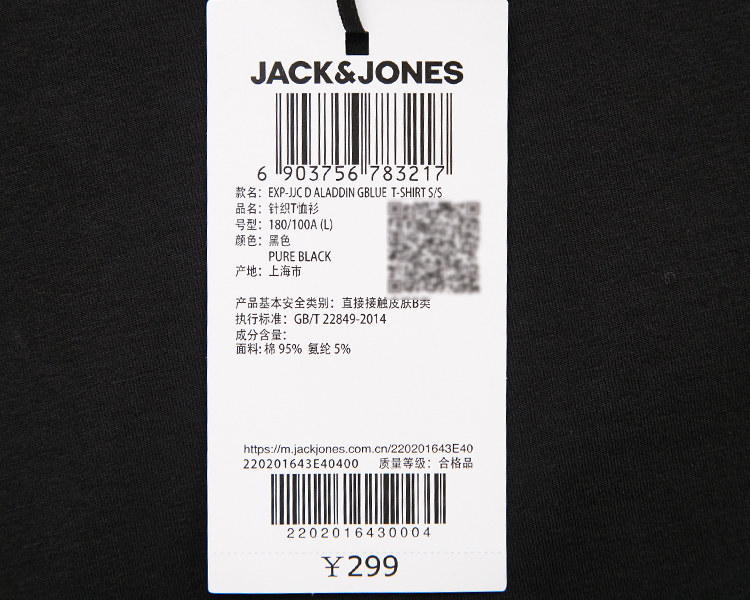 JACK&JONES
6 903756 783217
款名: EXP-JJC D ALADDIN GBLUE T-SHIRT S/S
品名: 针织T恤衫
号型: 180/100A (L)
颜色: 黑色
PURE BLACK
产地: 上海市
产品基本安全类别: 直接接触皮肤B类
执行标准: GB/T 22849-2014
成分含量:
面料: 棉 95% 氨纶 5%
https://m.jackjones.com.cn/220201643E40
220201643E40400 质量等级: 合格品
2202016430004
¥299